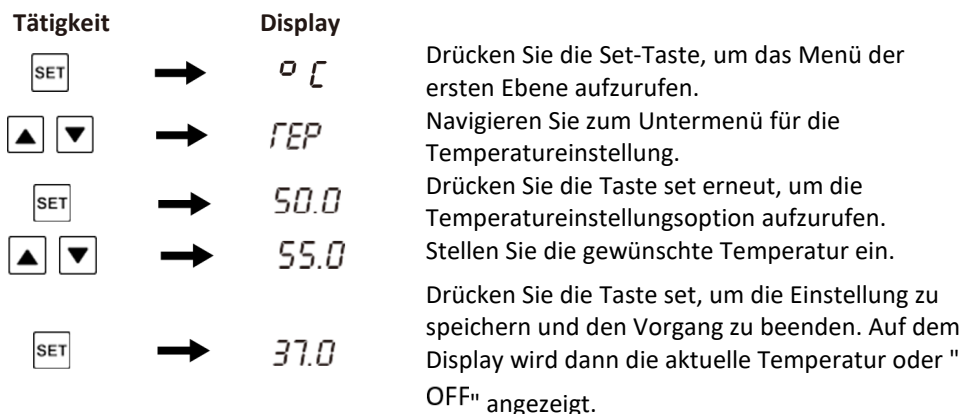 Tätigkeit Display
SET ° C Drücken Sie die Set-Taste, um das Menü der
ersten Ebene aufzurufen.
ГEP Navigieren Sie zum Untermenü für die
Temperatureinstellung.
SET 50.0 Drücken Sie die Taste set erneut, um die
Temperatureinstellungsoption aufzurufen.
55.0 Stellen Sie die gewünschte Temperatur ein.
Drücken Sie die Taste set, um die Einstellung zu
speichern und den Vorgang zu beenden. Auf dem
SET 37.0 Display wird dann die aktuelle Temperatur oder "
OFF" angezeigt.